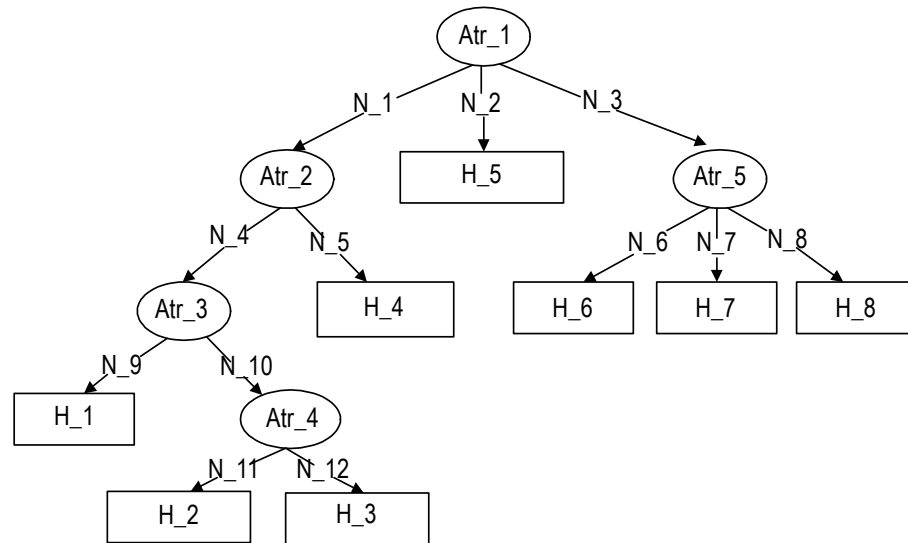 Atr_1
N_1 N_2 N_3
Atr_2 H_5 Atr_5
N_4 N_5 N_6 N_7 N_8
Atr_3 H_4 H_6 H_7 H_8
N_9 N_10
H_1 Atr_4
N_11 N_12
H_2 H_3